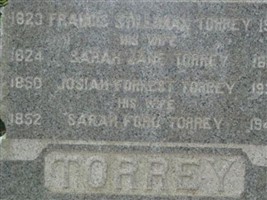 1823 FRANCIS STILLMAN TORREY
HIS WIFE
1824 SARAH JANE TORREY
1850 JOSIAH FORREST TORREY
HIS WIFE
1852 SARAH FORD TORREY
TORREY